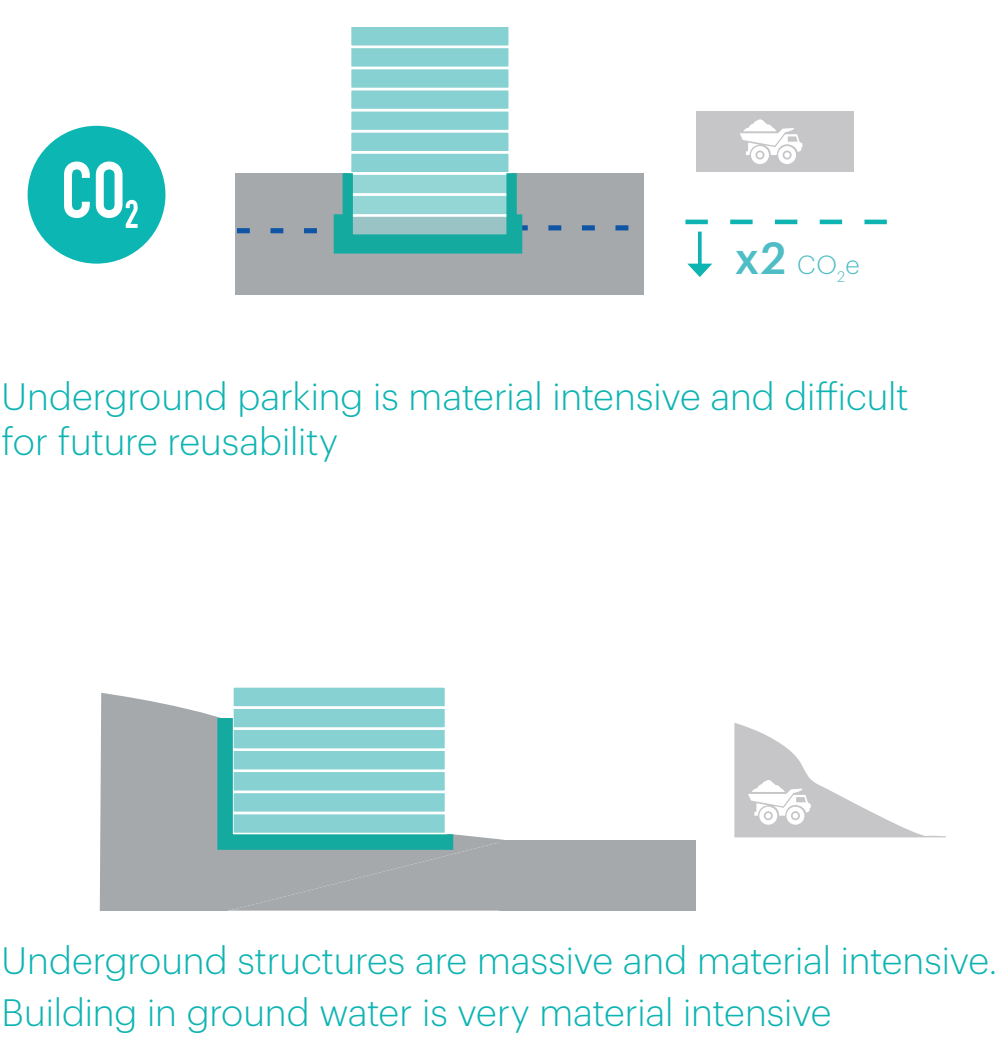 CO₂
x2 CO₂e
Underground parking is material intensive and difficult
for future reusability
Underground structures are massive and material intensive.
Building in ground water is very material intensive